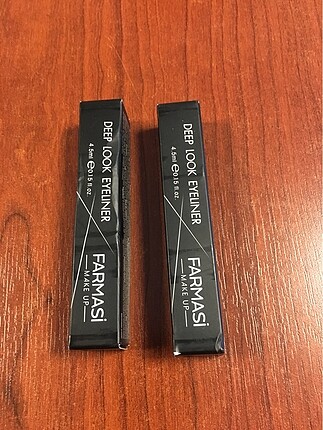 DEEP LOOK EYELINER
4.5ml ℮0.15 fl. oz.
FARMASi
MAKE UP
DEEP LOOK EYELINER
4.5ml ℮0.15 fl. oz.
FARMASi
MAKE UP